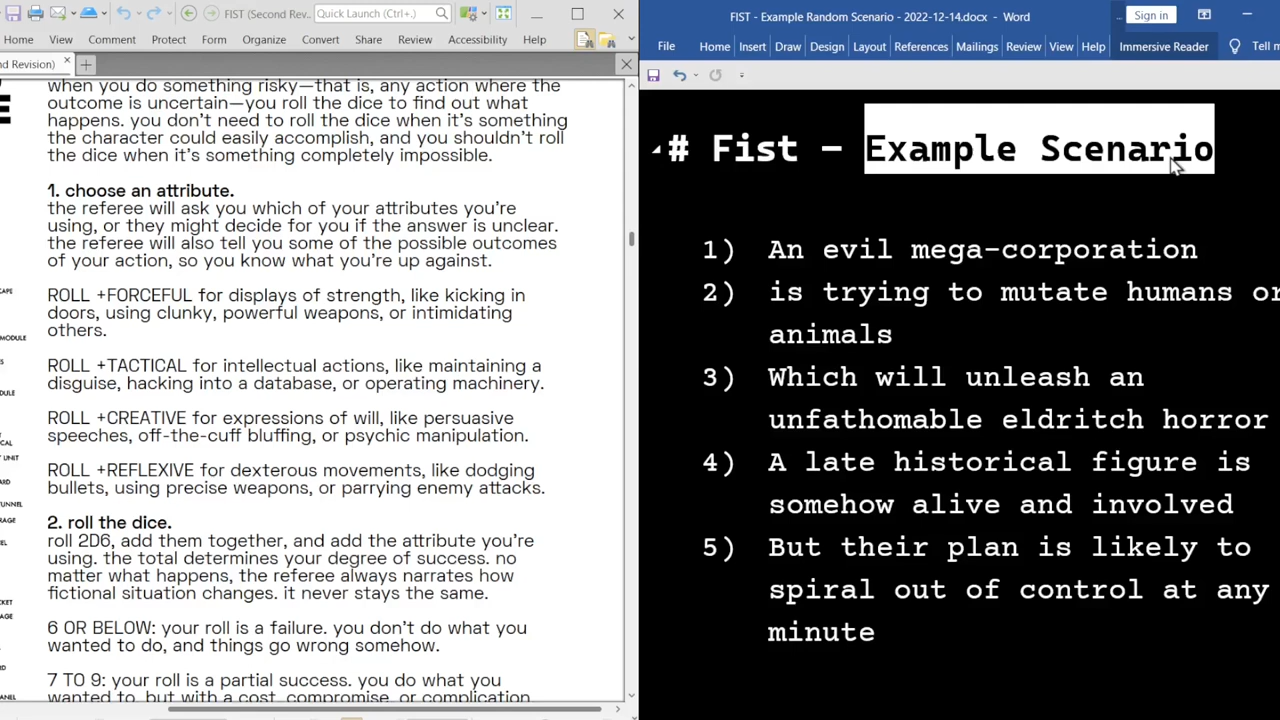 FIST (Second Rev...
Quick Launch (Ctrl+.)
Home View Comment Protect Form Organize Convert Share Review Accessibility Help
nd Revision)
when you do something risky—that is, any action where the
outcome is uncertain—you roll the dice to find out what
happens. you don't need to roll the dice when it's something
the character could easily accomplish, and you shouldn't roll
the dice when it's something completely impossible.
1. choose an attribute.
the referee will ask you which of your attributes you're
using, or they might decide for you if the answer is unclear.
the referee will also tell you some of the possible outcomes
of your action, so you know what you're up against.
ROLL +FORCEFUL for displays of strength, like kicking in
doors, using clunky, powerful weapons, or intimidating
others.
ROLL +TACTICAL for intellectual actions, like maintaining a
disguise, hacking into a database, or operating machinery.
ROLL +CREATIVE for expressions of will, like persuasive
speeches, off-the-cuff bluffing, or psychic manipulation.
ROLL +REFLEXIVE for dexterous movements, like dodging
bullets, using precise weapons, or parrying enemy attacks.
2. roll the dice.
roll 2D6, add them together, and add the attribute you're
using. the total determines your degree of success. no
matter what happens, the referee always narrates how
fictional situation changes. it never stays the same.
6 OR BELOW: your roll is a failure. you don't do what you
wanted to do, and things go wrong somehow.
7 TO 9: your roll is a partial success. you do what you
wanted to, but with a cost, compromise, or complication
MODULE
FIST - Example Random Scenario - 2022-12-14.docx - Word
... Sign in
File Home Insert Draw Design Layout References Mailings Review View Help Immersive Reader Tell m
# Fist - Example Scenario
1) An evil mega-corporation
2) is trying to mutate humans or
animals
3) Which will unleash an
unfathomable eldritch horror
4) A late historical figure is
somehow alive and involved
5) But their plan is likely to
spiral out of control at any
minute